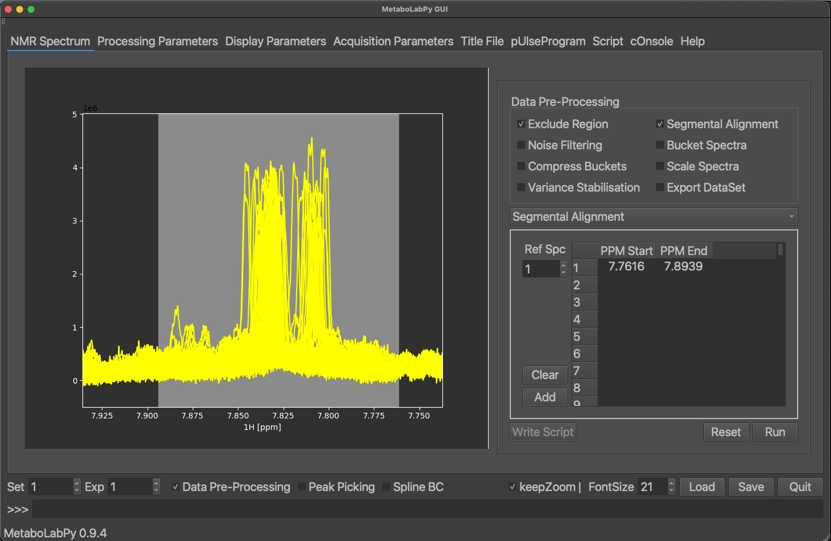 MetaboLabPy GUI
NMR Spectrum Processing Parameters Display Parameters Acquisition Parameters Title File pUlseProgram Script cOnsole Help
1e6
5
4
3
2
1
0
7.925 7.900 7.875 7.850 7.825 7.800 7.775 7.750
1H [ppm]
Data Pre-Processing
Exclude Region Segmental Alignment
Noise Filtering Bucket Spectra
Compress Buckets Scale Spectra
Variance Stabilisation Export DataSet
Segmental Alignment
Ref Spc PPM Start PPM End
1 1 7.7616 7.8939
2
3
4
5
6
Clear 7
Add 8
9
Write Script Reset Run
Set 1 Exp 1 Data Pre-Processing Peak Picking Spline BC keepZoom | FontSize 21 Load Save Quit
>>>
MetaboLabPy 0.9.4